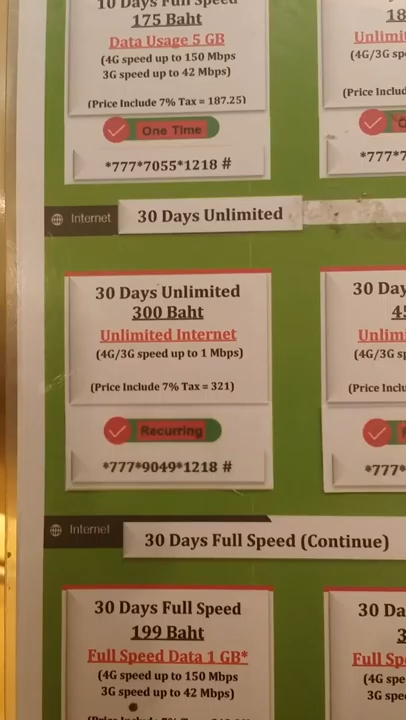 10 Days Full Speed
175 Baht
Data Usage 5 GB
(4G speed up to 150 Mbps
3G speed up to 42 Mbps)
(Price Include 7% Tax = 187.25)
One Time
*777*7055*1218 #
18
Unlimit
(4G/3G sp
(Price Includ
*777*7
Internet
30 Days Unlimited
30 Days Unlimited
300 Baht
Unlimited Internet
(4G/3G speed up to 1 Mbps)
(Price Include 7% Tax = 321)
Recurring
*777*9049*1218 #
30 Day
45
Unlim
(4G/3G sp
(Price Inclu
*777*
Internet
30 Days Full Speed (Continue)
30 Days Full Speed
199 Baht
Full Speed Data 1 GB*
(4G speed up to 150 Mbps
3G speed up to 42 Mbps)
30 Da
3
Full Sp
(4G spe
3G spe